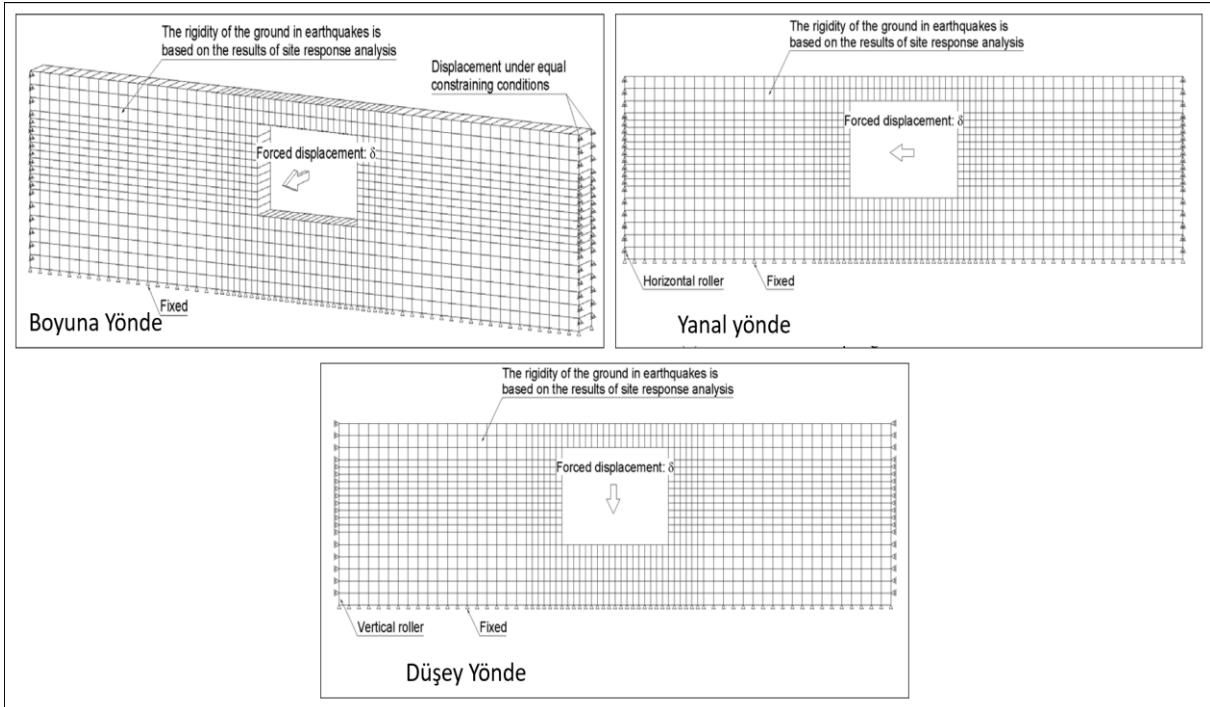 The rigidity of the ground in earthquakes is
based on the results of site response analysis
Displacement under equal
constraining conditions
Forced displacement: δ
Fixed
Boyuna Yönde
The rigidity of the ground in earthquakes is
based on the results of site response analysis
Forced displacement: δ
Horizontal roller
Fixed
Yanal yönde
The rigidity of the ground in earthquakes is
based on the results of site response analysis
Forced displacement: δ
Vertical roller
Fixed
Düşey Yönde